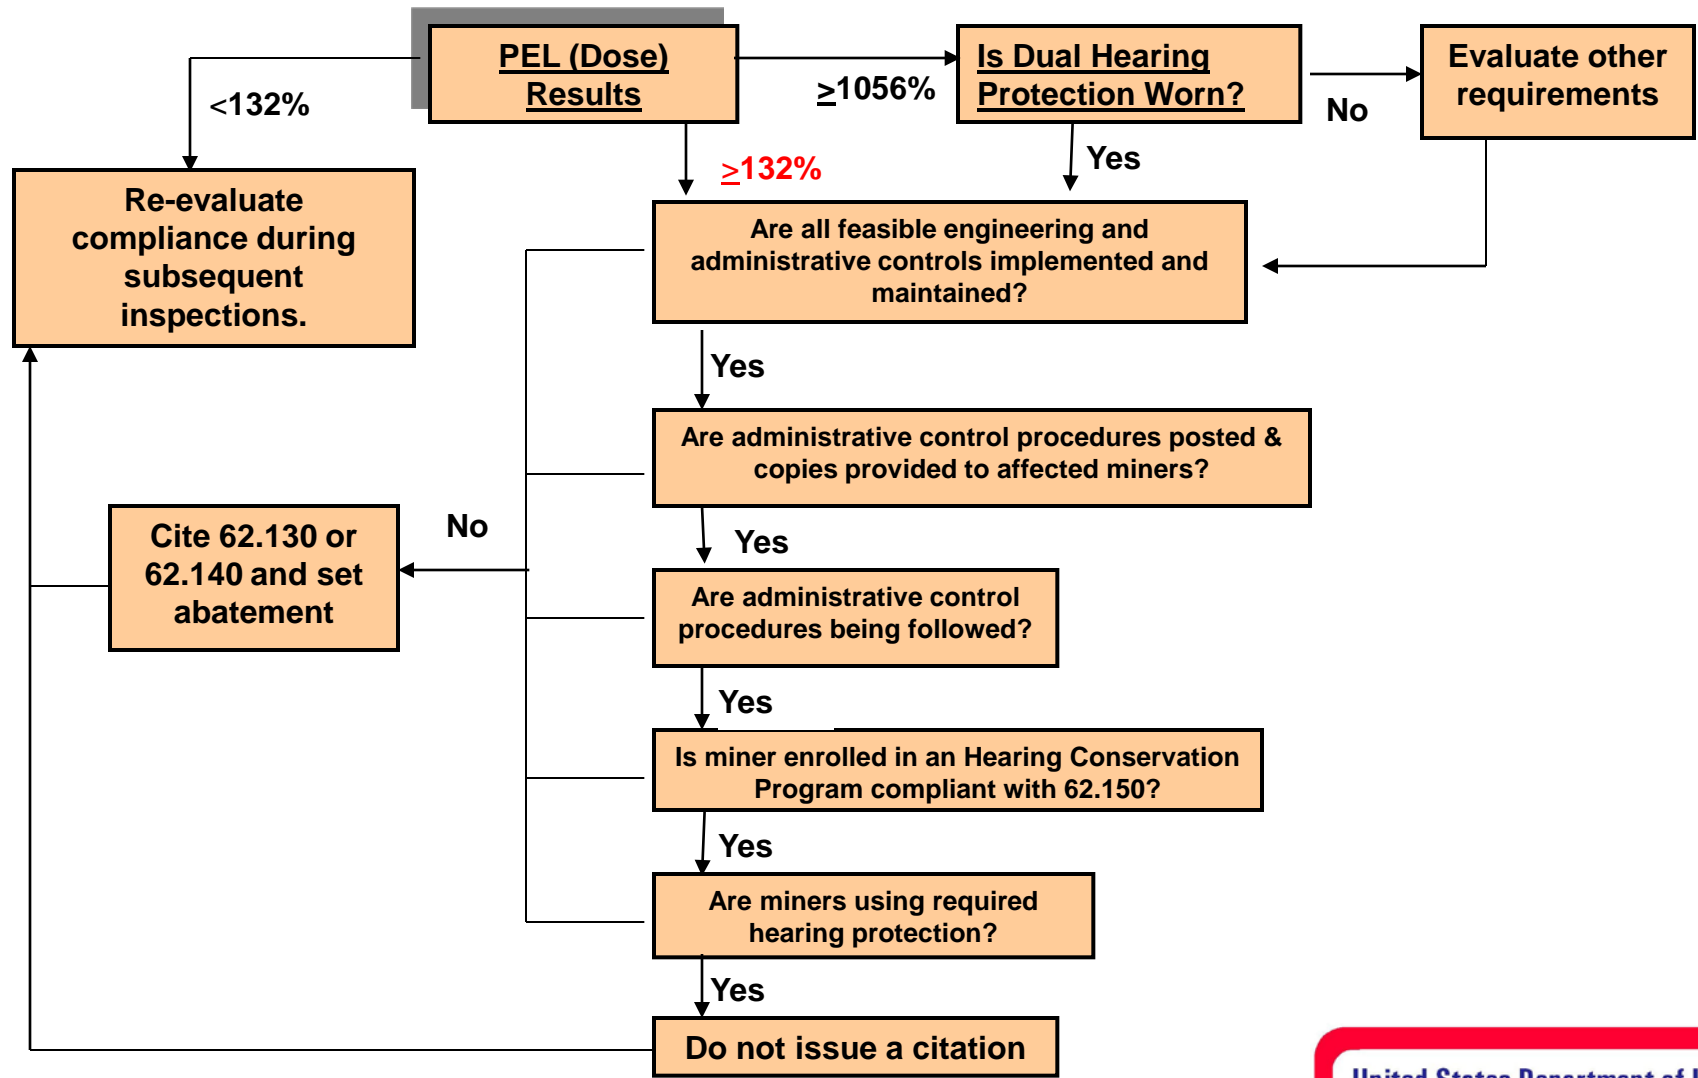 PEL (Dose)
Results
Is Dual Hearing
Protection Worn?
Evaluate other
requirements
<132%
≥1056%
No
≥132%
Yes
Re-evaluate
compliance during
subsequent
inspections.
Are all feasible engineering and
administrative controls implemented and
maintained?
Yes
Are administrative control procedures posted &
copies provided to affected miners?
Cite 62.130 or
62.140 and set
abatement
No
Yes
Are administrative control
procedures being followed?
Yes
Is miner enrolled in an Hearing Conservation
Program compliant with 62.150?
Yes
Are miners using required
hearing protection?
Yes
Do not issue a citation
United States Department of